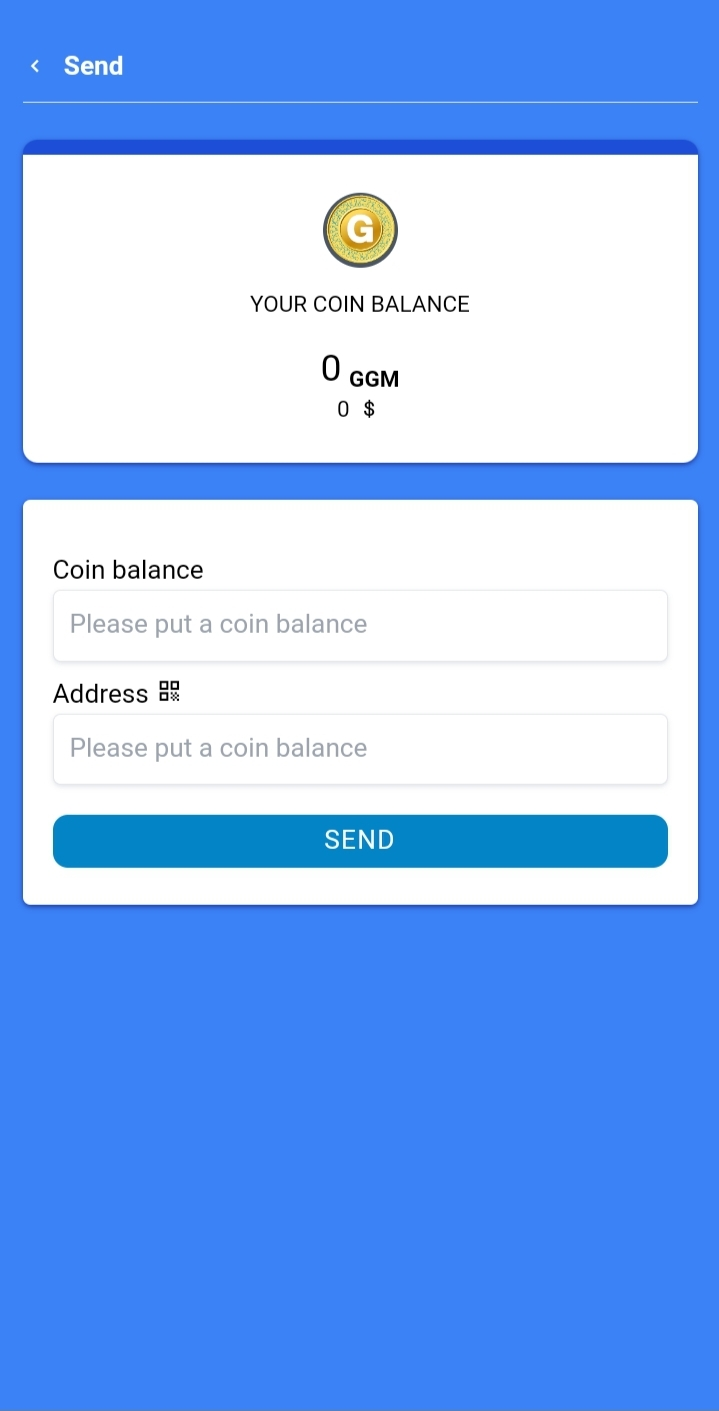 Send
G
YOUR COIN BALANCE
0 GGM
0 $
Coin balance
Please put a coin balance
Address
Please put a coin balance
SEND